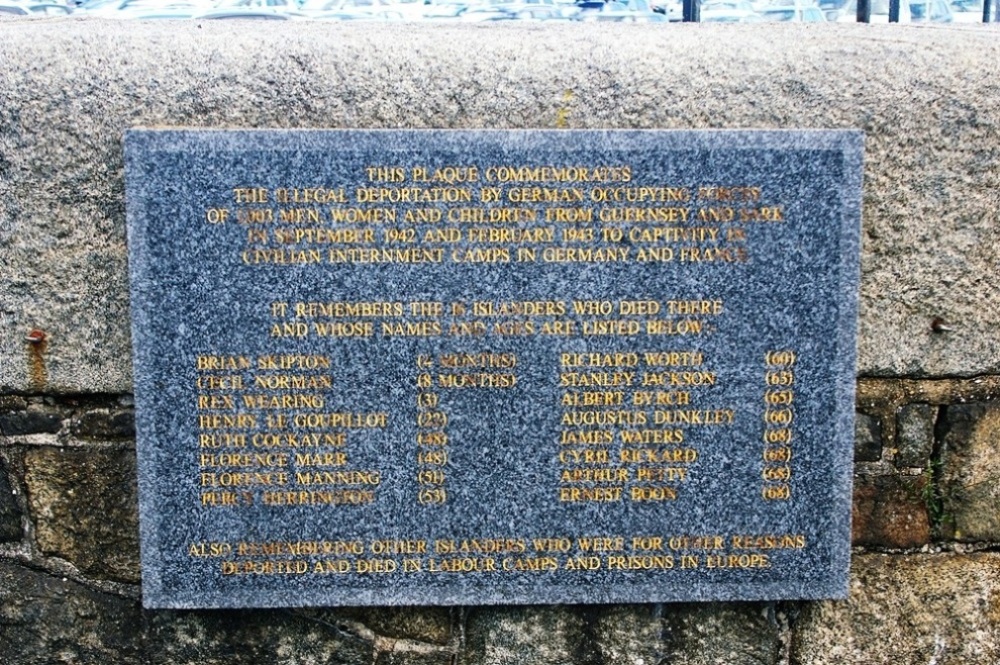 THIS PLAQUE COMMEMORATES
THE ILLEGAL DEPORTATION BY GERMAN OCCUPYING FORCES
OF 1003 MEN, WOMEN AND CHILDREN FROM GUERNSEY AND SARK
IN SEPTEMBER 1942 AND FEBRUARY 1943 TO CAPTIVITY IN
CIVILIAN INTERNMENT CAMPS IN GERMANY AND FRANCE
IT REMEMBERS THE 16 ISLANDERS WHO DIED THERE
AND WHOSE NAMES AND AGES ARE LISTED BELOW:-
BRIAN SKIPTON (4 MONTHS) RICHARD WORTH (60)
CECIL NORMAN (8 MONTHS) STANLEY JACKSON (65)
REX WEARING (3) ALBERT BYRCH (65)
HENRY LE GOUPILLOT (22) AUGUSTUS DUNKLEY (66)
RUTH COCKAYNE (48) JAMES WATERS (68)
FLORENCE MARR (48) CYRIL RICKARD (68)
FLORENCE MANNING (51) ARTHUR PETTY (68)
PERCY HERRINGTON (53) ERNEST BOON (68)
ALSO REMEMBERING OTHER ISLANDERS WHO WERE FOR OTHER REASONS
DEPORTED AND DIED IN LABOUR CAMPS AND PRISONS IN EUROPE